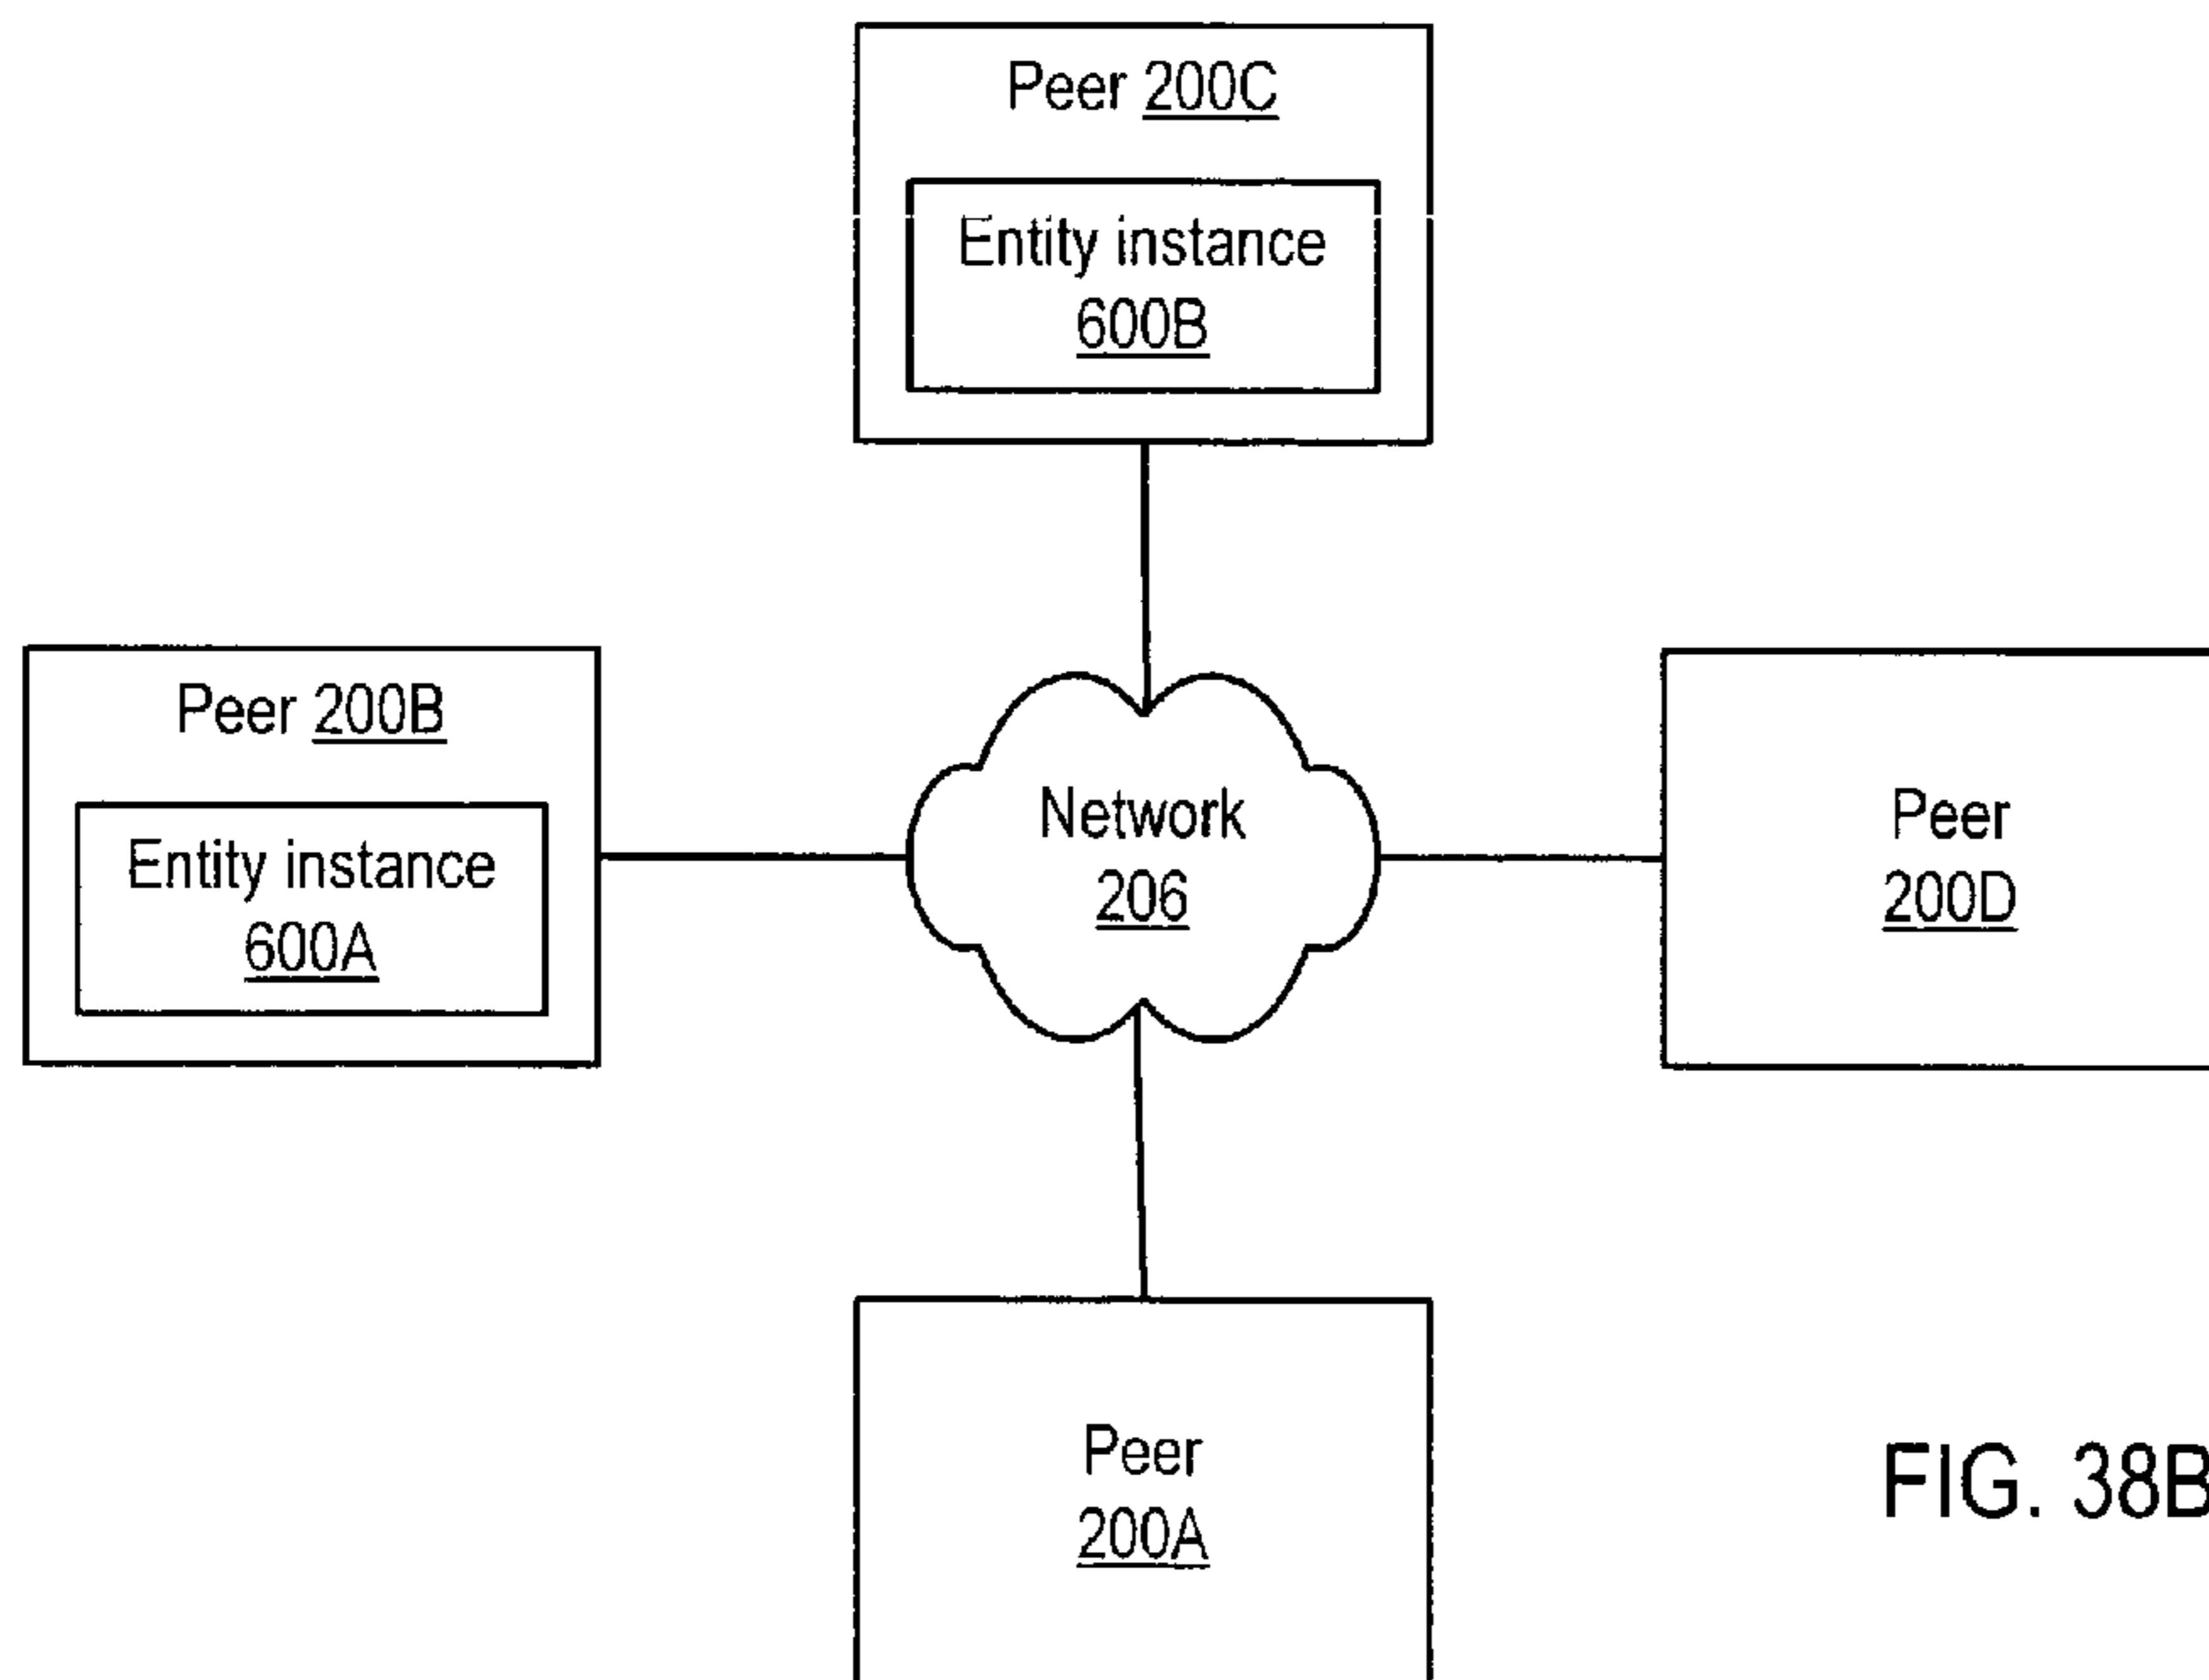 Peer 200C
Entity instance
600B
Peer 200B
Entity instance
600A
Network
206
Peer
200D
Peer
200A
FIG. 38B